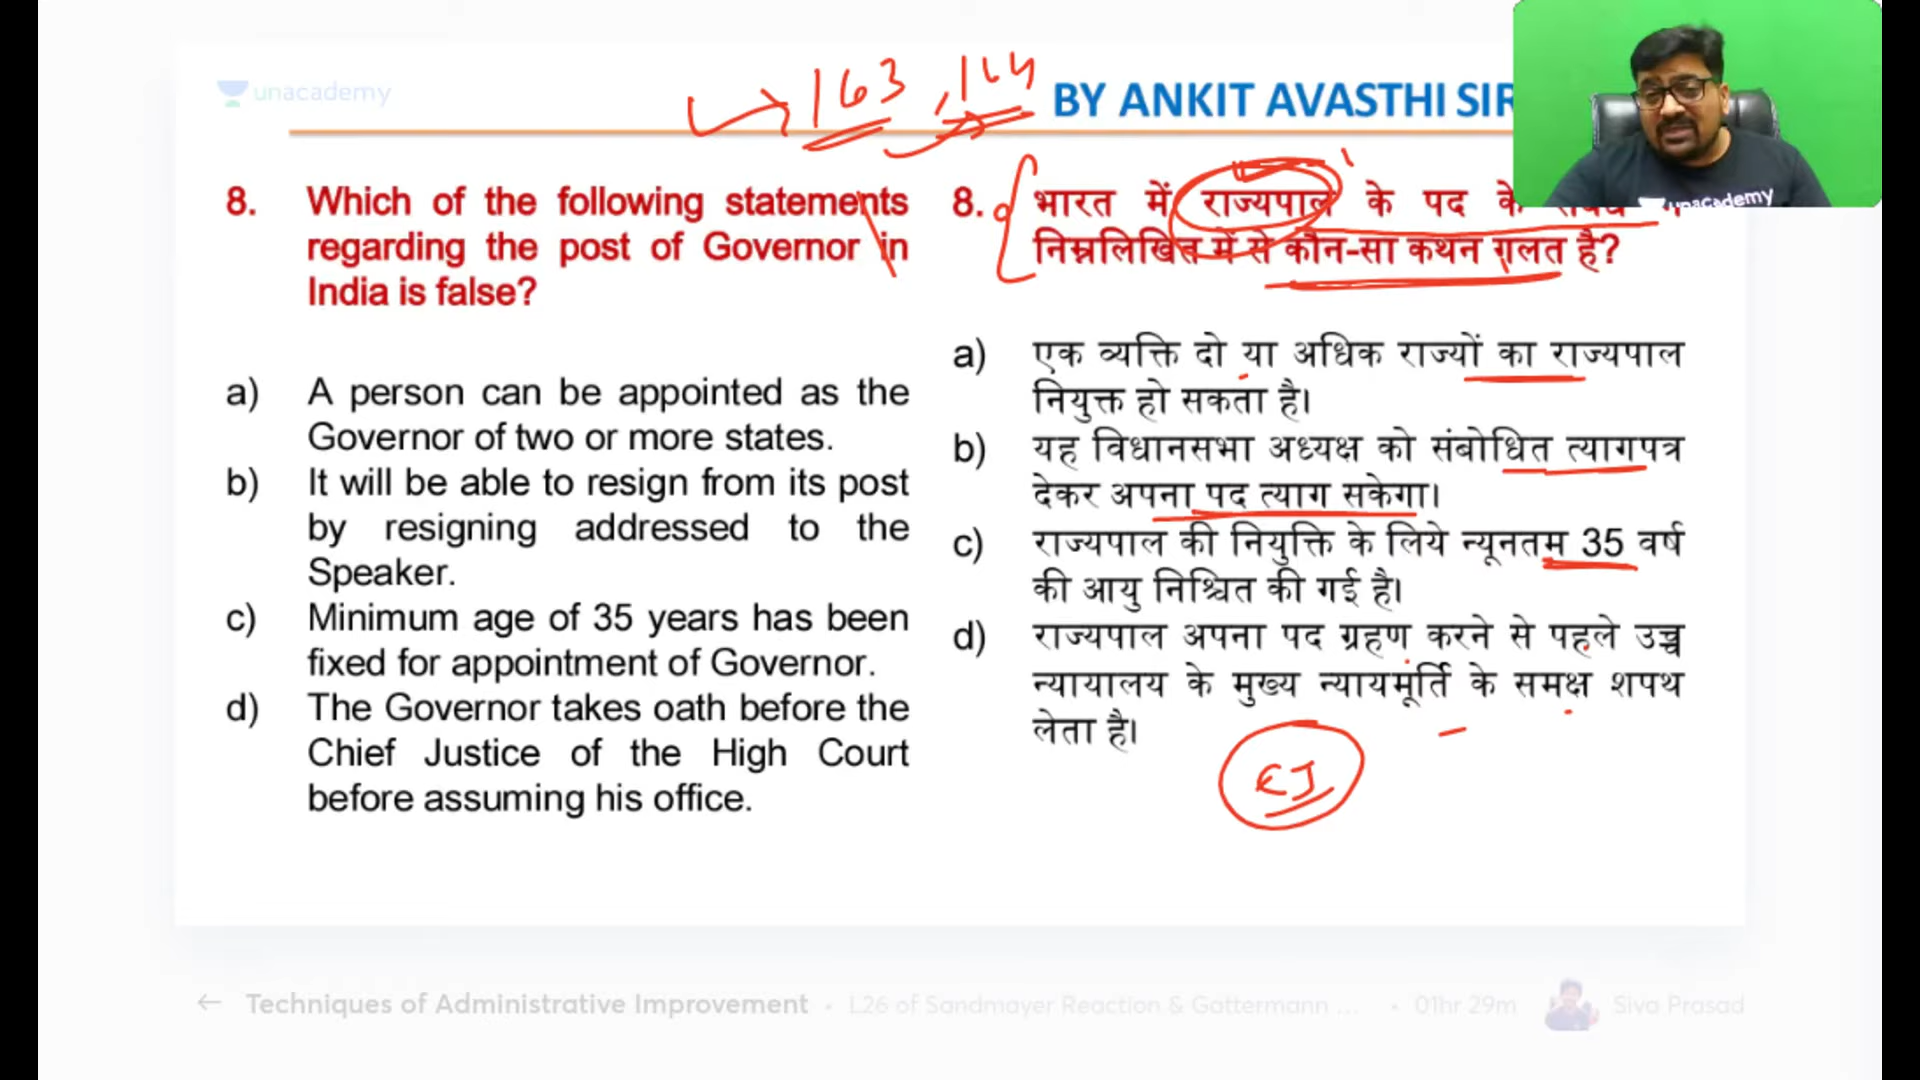 unacademy
163, 164
BY ANKIT AVASTHI SIR
unacademy
8. Which of the following statements
regarding the post of Governor in
India is false?
a) A person can be appointed as the
Governor of two or more states.
b) It will be able to resign from its post
by resigning addressed to the
Speaker.
c) Minimum age of 35 years has been
fixed for appointment of Governor.
d) The Governor takes oath before the
Chief Justice of the High Court
before assuming his office.
8. भारत में राज्यपाल के पद के
निम्नलिखित में से कौन-सा कथन ग़लत है?
a) एक व्यक्ति दो या अधिक राज्यों का राज्यपाल
नियुक्त हो सकता है।
b) यह विधानसभा अध्यक्ष को संबोधित त्यागपत्र
देकर अपना पद त्याग सकेगा।
c) राज्यपाल की नियुक्ति के लिये न्यूनतम 35 वर्ष
की आयु निश्चित की गई है।
d) राज्यपाल अपना पद ग्रहण करने से पहले उच्च
न्यायालय के मुख्य न्यायमूर्ति के समक्ष शपथ
लेता है।
CJ
← Techniques of Administrative Improvement • L26 of Sandmayer Reaction & Gattermann ... • 01hr 29m Siva Prasad